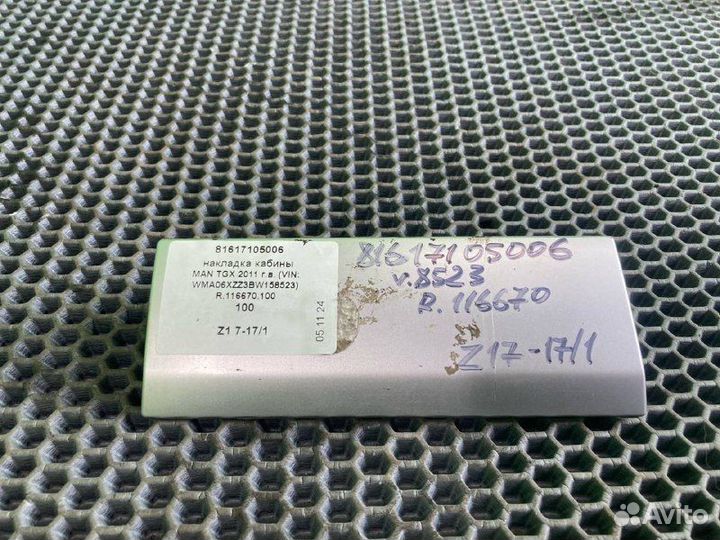 81617105006
накладка кабины
MAN TGX 2011 г.в. (VIN:
WMA06XZZ3BW158523)
R.116670.100
100
Z1 7-17/1
05 11 24
81617105006
v.8523
R.116670
Z17-17/1
Avito